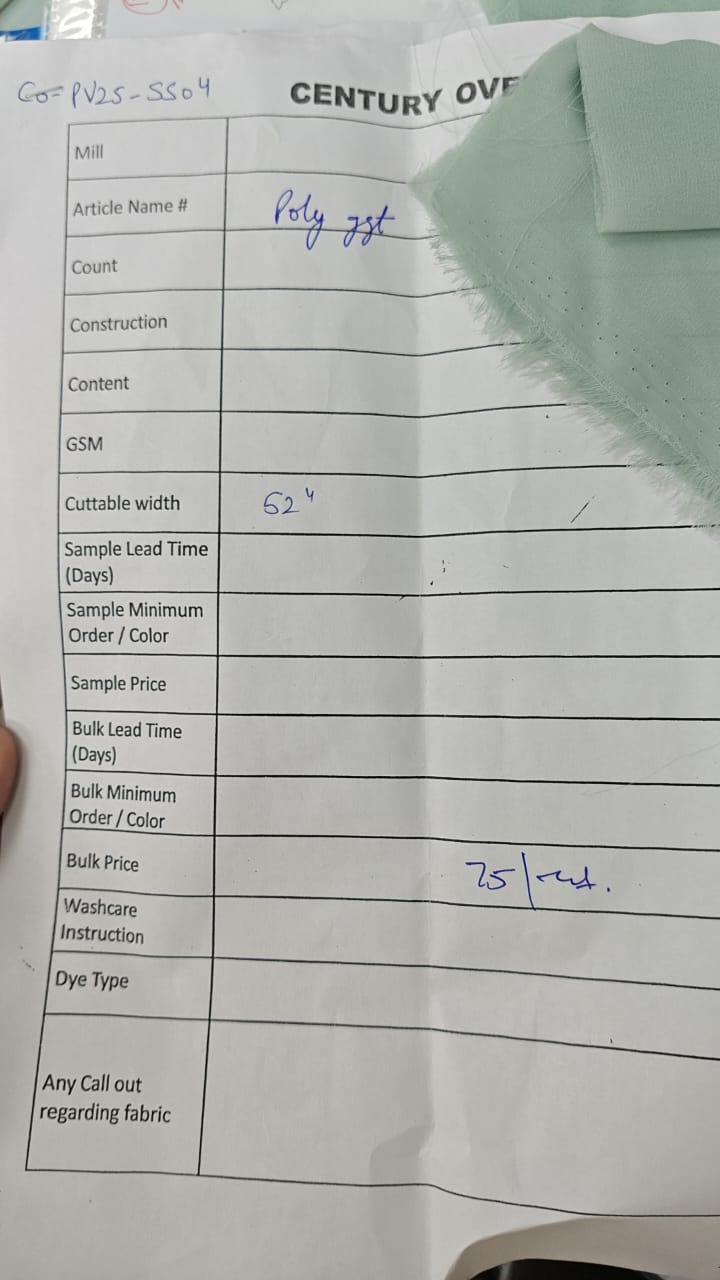 Co-PV25-SS04
CENTURY OVE
Mill
Article Name # Poly ggt
Count
Construction
Content
GSM
Cuttable width 52"
Sample Lead Time
(Days)
Sample Minimum
Order / Color
Sample Price
Bulk Lead Time
(Days)
Bulk Minimum
Order / Color
Bulk Price 75/
Washcare
Instruction
Dye Type
Any Call out
regarding fabric